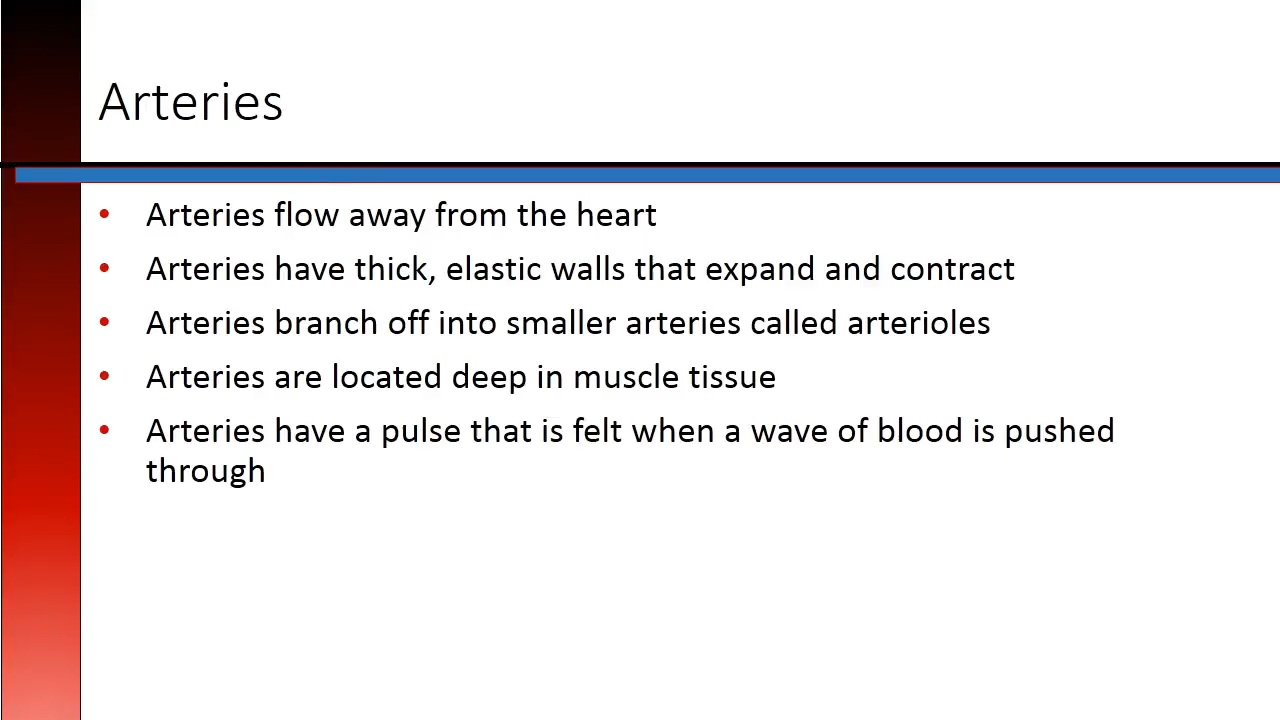 Arteries
• Arteries flow away from the heart
• Arteries have thick, elastic walls that expand and contract
• Arteries branch off into smaller arteries called arterioles
• Arteries are located deep in muscle tissue
• Arteries have a pulse that is felt when a wave of blood is pushed
through